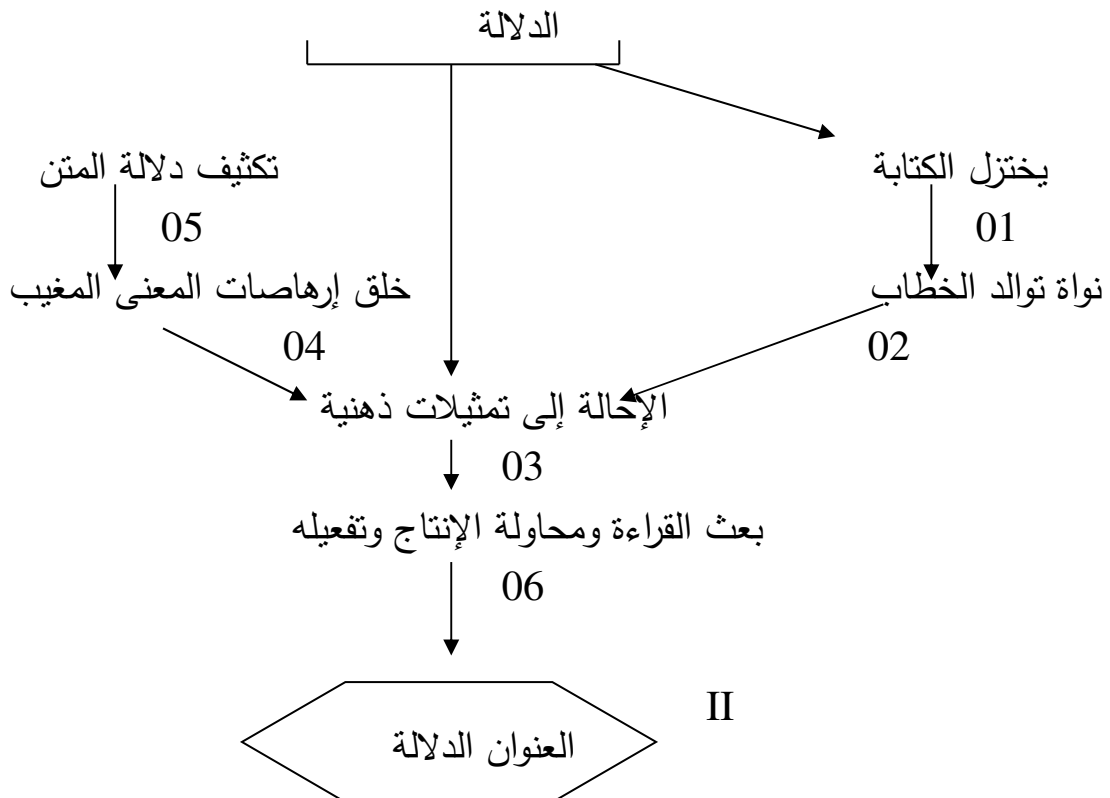 الدلالة
يختزل الكتابة
تكثيف دلالة المتن
01
05
نواة توالد الخطاب
خلق إرهاصات المعنى المغيب
02
04
الإحالة إلى تمثيلات ذهنية
03
بعث القراءة ومحاولة الإنتاج وتفعيله
06
II
العنوان الدلالة